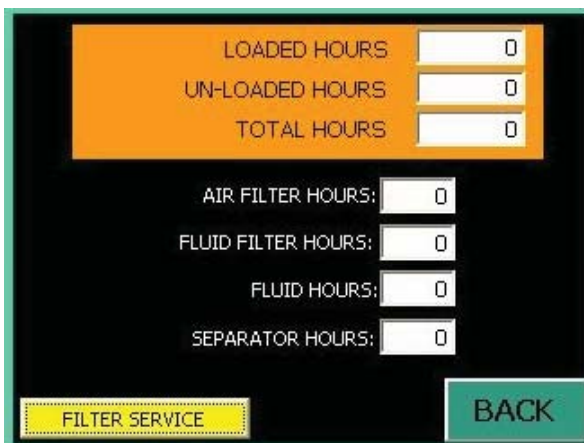 LOADED HOURS 0
UN-LOADED HOURS 0
TOTAL HOURS 0
AIR FILTER HOURS: 0
FLUID FILTER HOURS: 0
FLUID HOURS: 0
SEPARATOR HOURS: 0
FILTER SERVICE
BACK